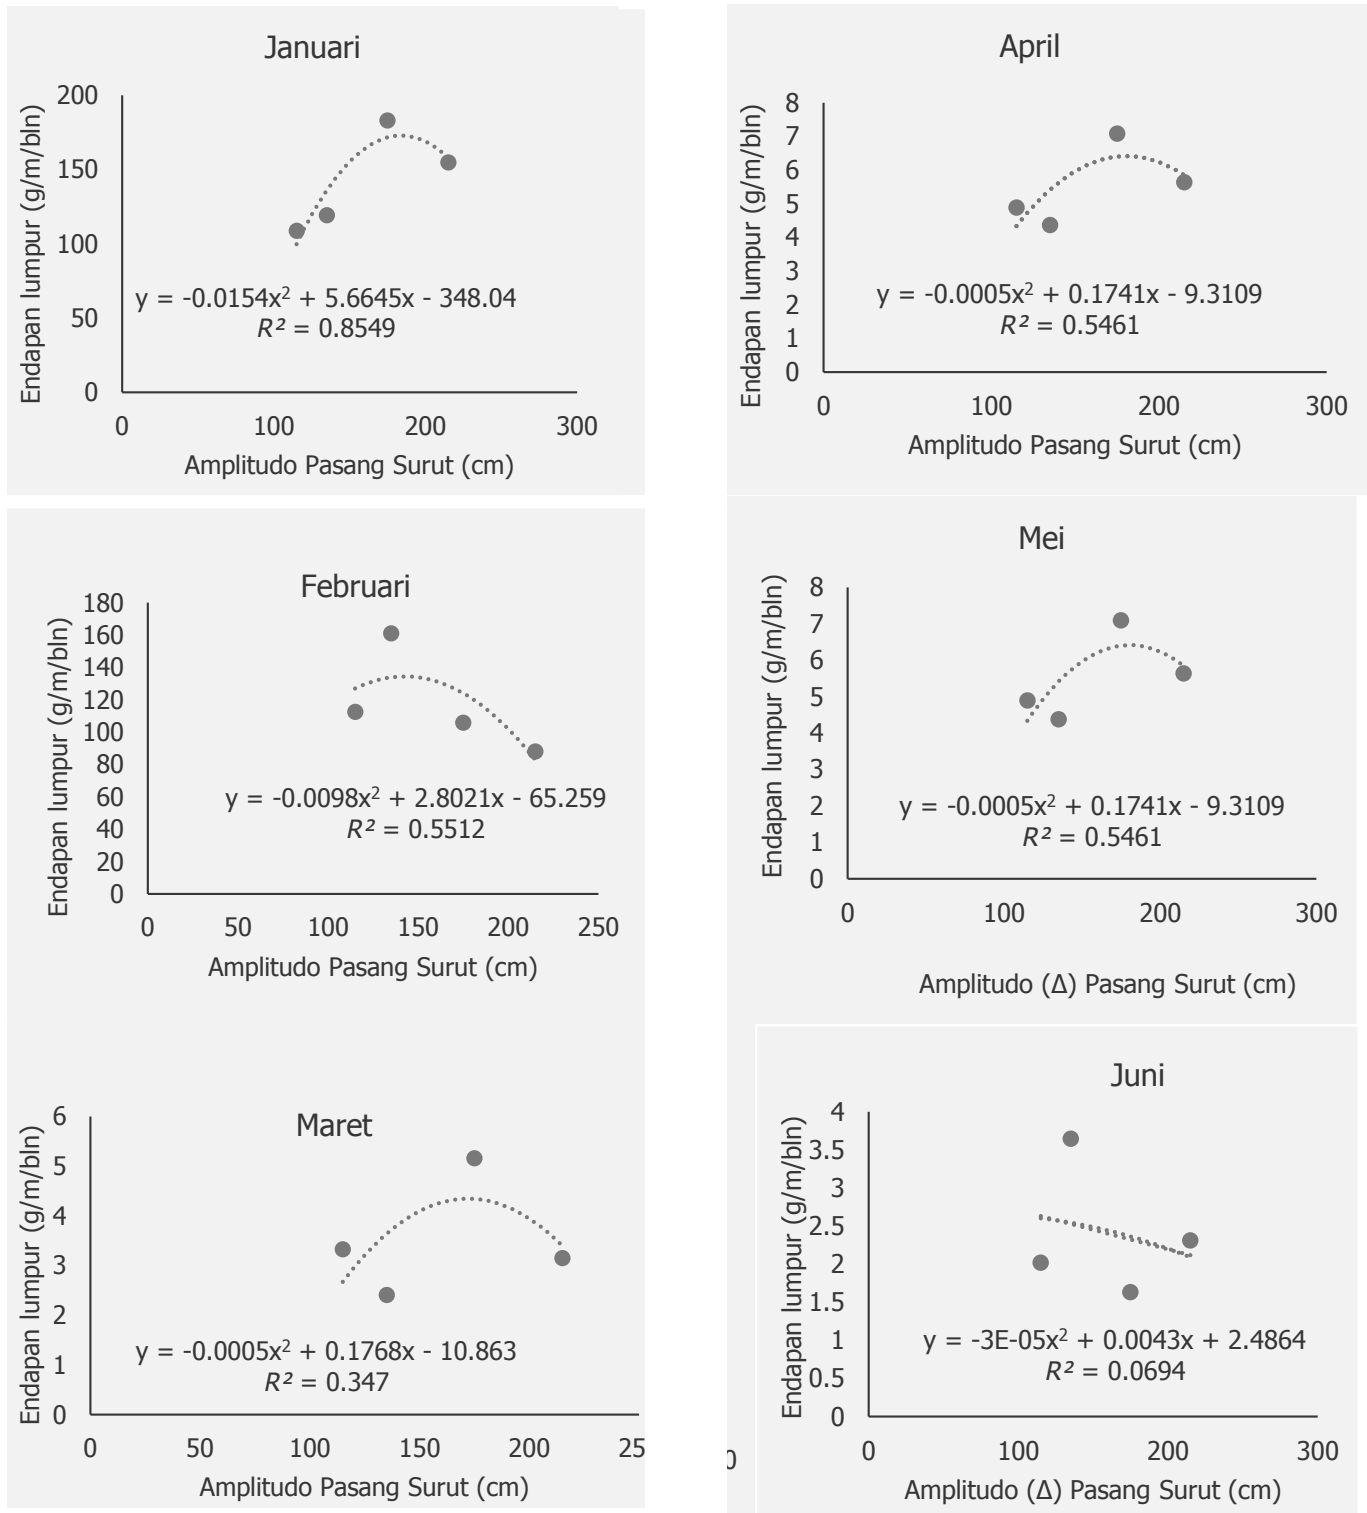 Januari
Endapan lumpur (g/m/bln)
200
150
100
50
0
y = -0.0154x² + 5.6645x - 348.04
R² = 0.8549
0 100 200 300
Amplitudo Pasang Surut (cm)
Februari
Endapan lumpur (g/m/bln)
180
160
140
120
100
80
60
40
20
0
y = -0.0098x² + 2.8021x - 65.259
R² = 0.5512
0 50 100 150 200 250
Amplitudo Pasang Surut (cm)
Maret
Endapan lumpur (g/m/bln)
6
5
4
3
2
1
0
y = -0.0005x² + 0.1768x - 10.863
R² = 0.347
0 50 100 150 200 25
Amplitudo Pasang Surut (cm)
April
Endapan lumpur (g/m/bln)
8
7
6
5
4
3
2
1
0
y = -0.0005x² + 0.1741x - 9.3109
R² = 0.5461
0 100 200 300
Amplitudo Pasang Surut (cm)
Mei
Endapan lumpur (g/m/bln)
8
7
6
5
4
3
2
1
0
y = -0.0005x² + 0.1741x - 9.3109
R² = 0.5461
0 100 200 300
Amplitudo (Δ) Pasang Surut (cm)
Juni
Endapan lumpur (g/m/bln)
4
3.5
3
2.5
2
1.5
1
0.5
0
y = -3E-05x² + 0.0043x + 2.4864
R² = 0.0694
0 0 100 200 300
Amplitudo (Δ) Pasang Surut (cm)